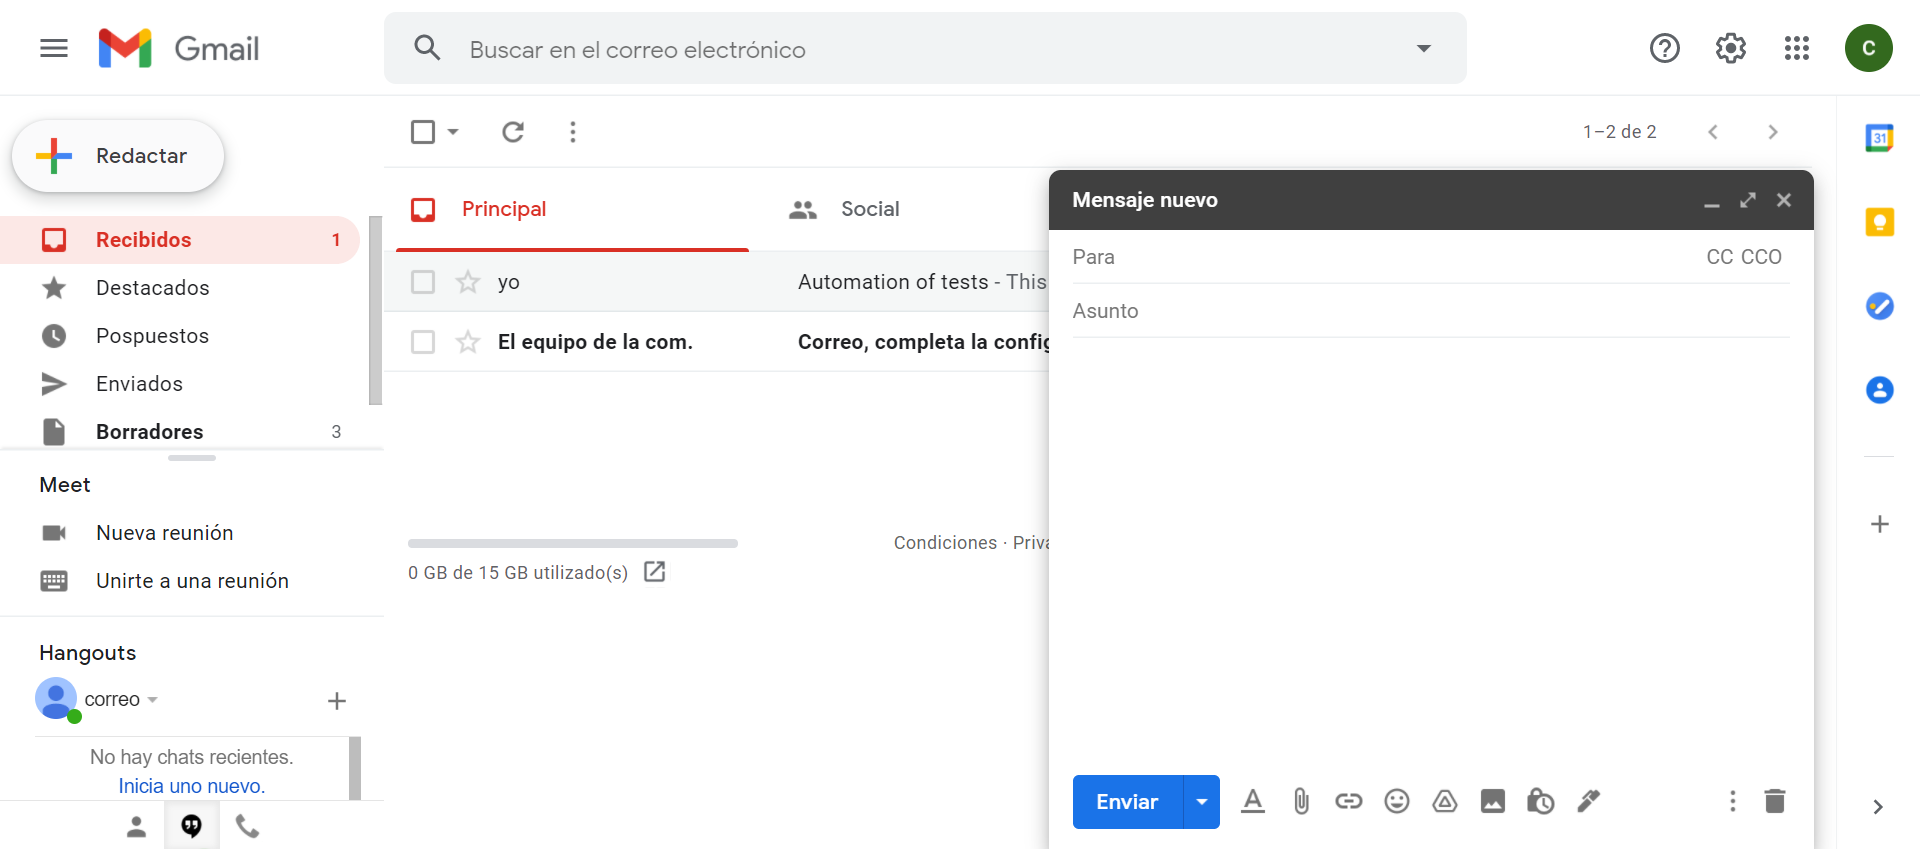 Gmail
Buscar en el correo electrónico
C
Redactar
1–2 de 2
31
Recibidos 1
Destacados
Pospuestos
Enviados
Borradores 3
Principal
Social
yo Automation of tests - This
El equipo de la com. Correo, completa la config
0 GB de 15 GB utilizado(s)
Condiciones · Priva
Mensaje nuevo
Para CC CCO
Asunto
Enviar
Meet
Nueva reunión
Unirte a una reunión
Hangouts
correo
No hay chats recientes.
Inicia uno nuevo.